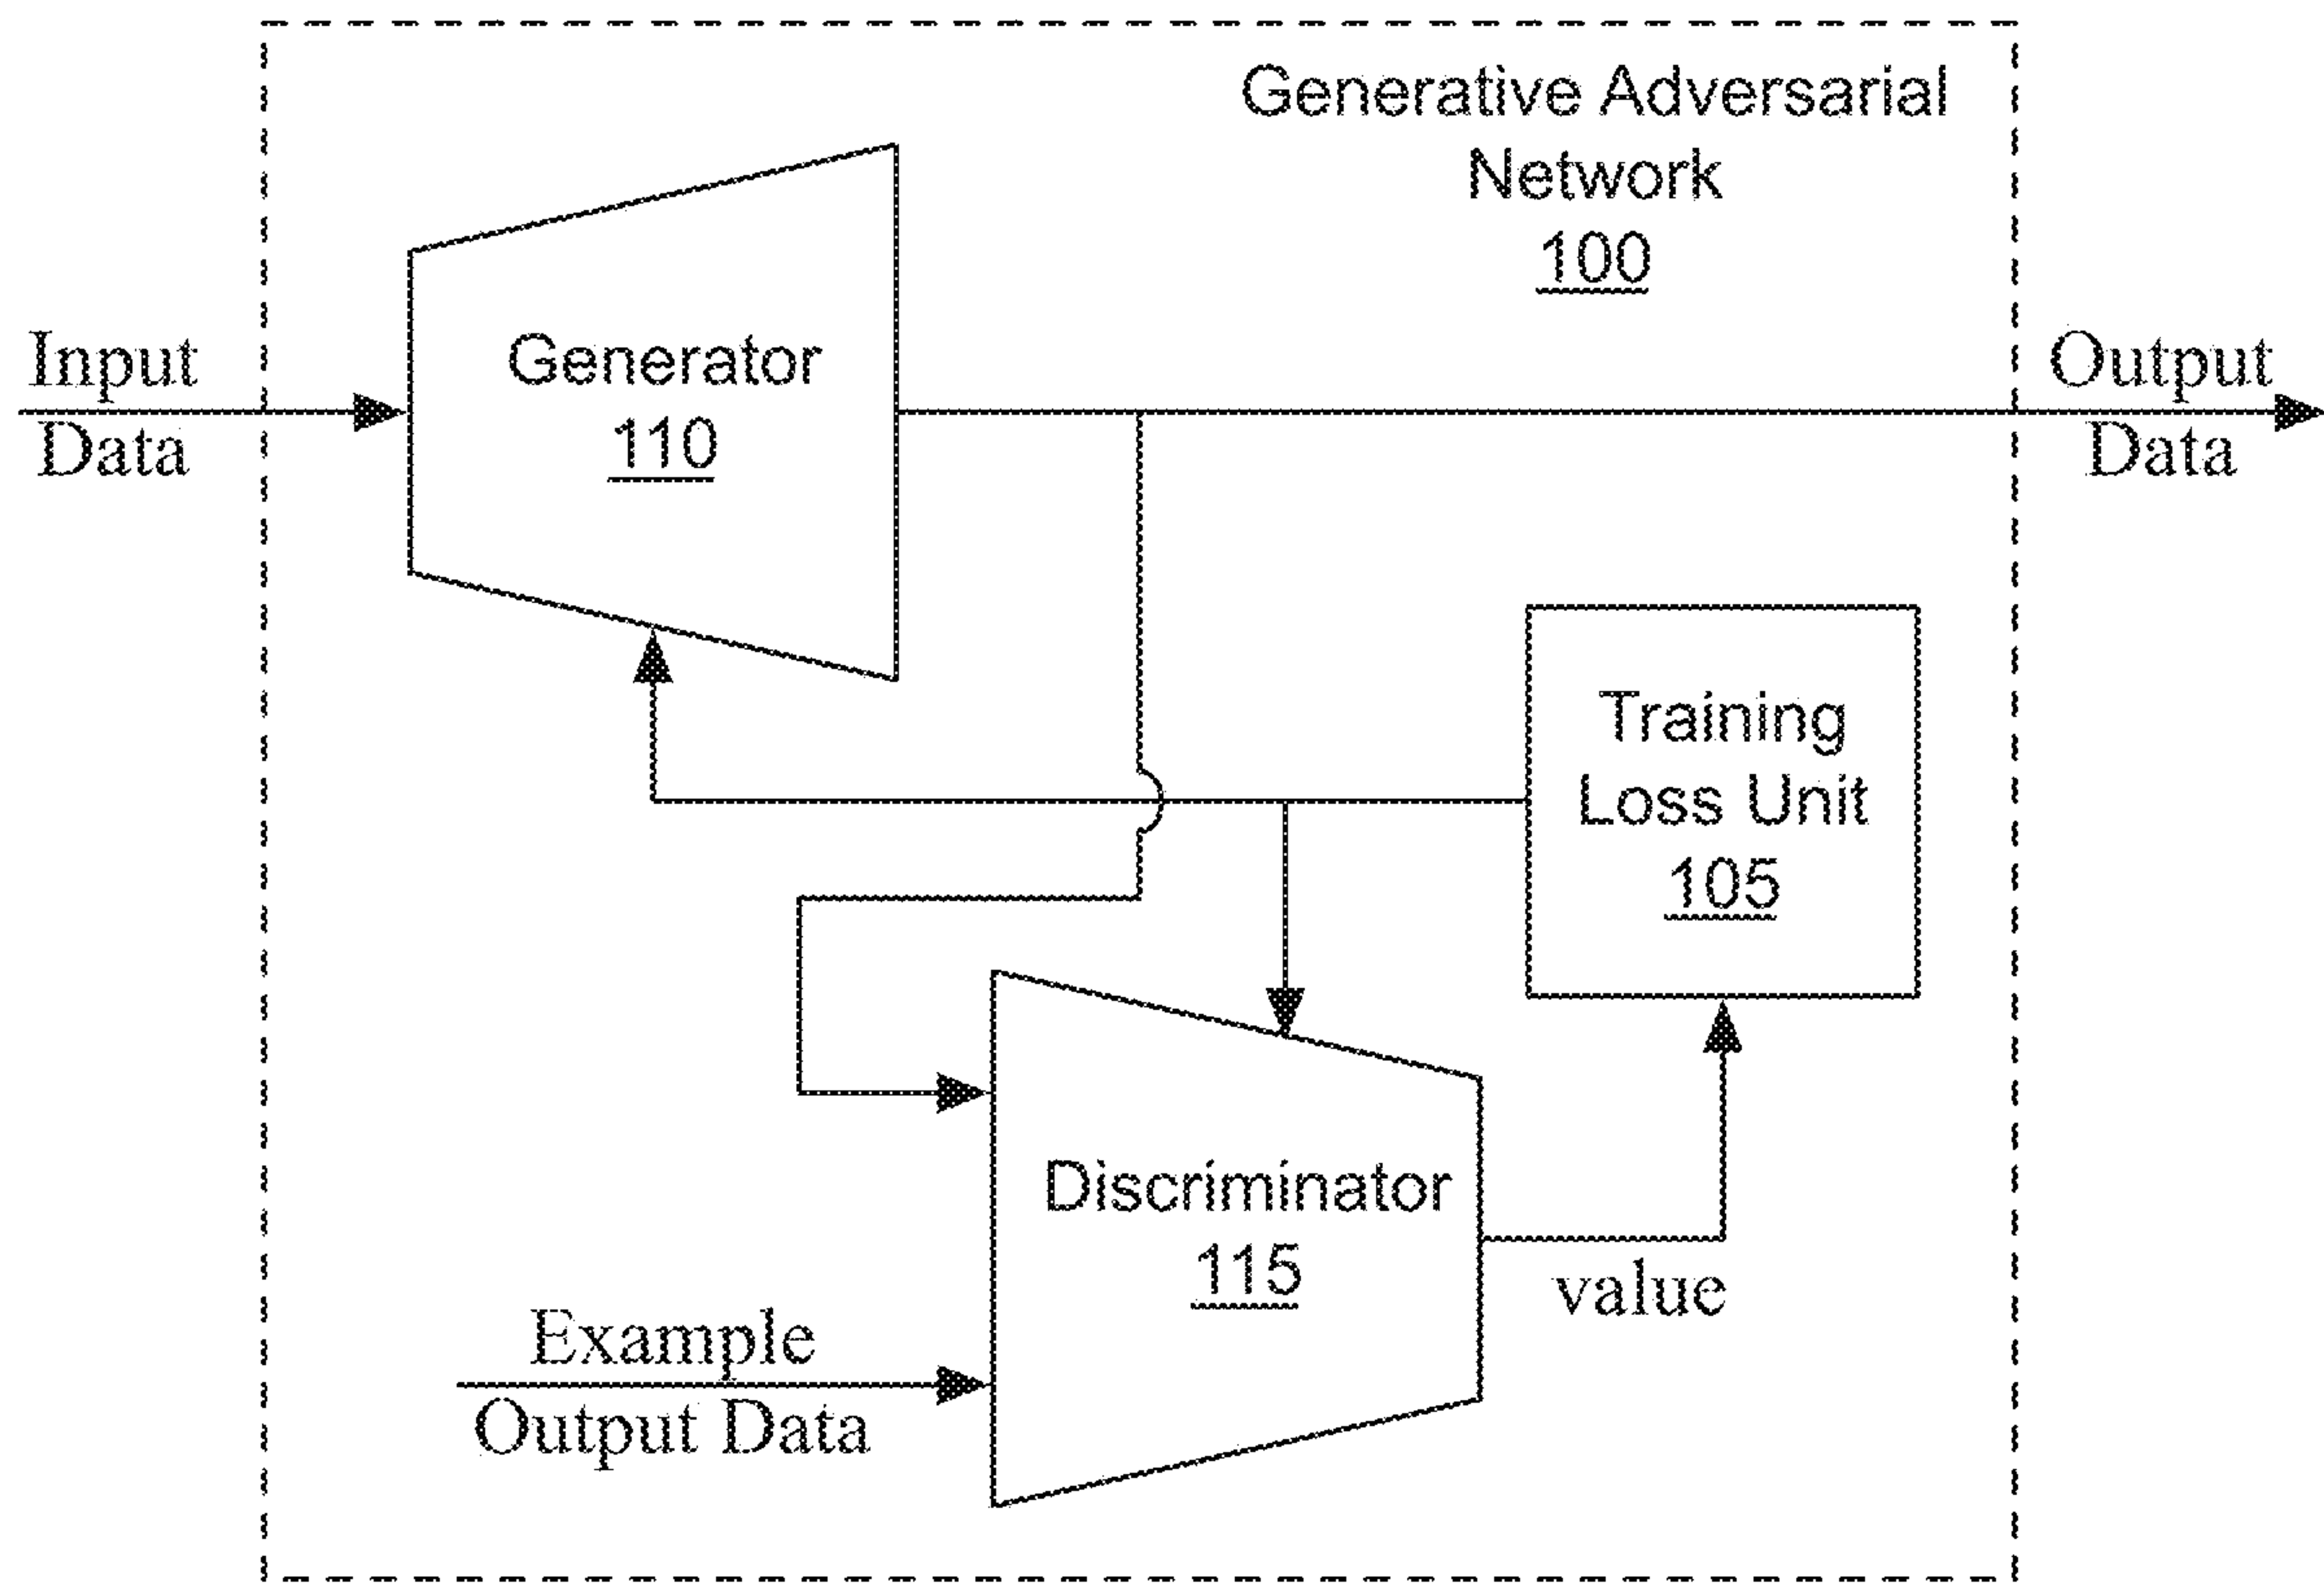 Generative Adversarial
Network
100
Input
Data
Generator
110
Output
Data
Training
Loss Unit
105
Discriminator
115
value
Example
Output Data